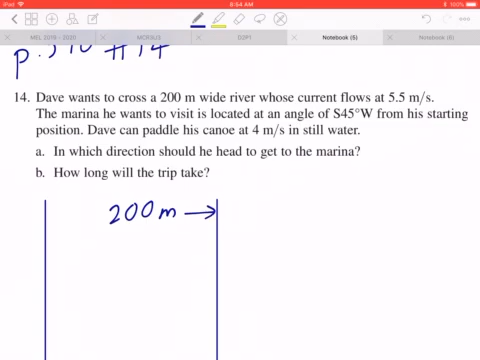 iPad
8:54 AM
MEL 2019 - 2020
MCR3U3
D2P1
Notebook (5)
Notebook (6)
p. 510 #14
14. Dave wants to cross a 200 m wide river whose current flows at 5.5 m/s.
The marina he wants to visit is located at an angle of S45°W from his starting
position. Dave can paddle his canoe at 4 m/s in still water.
a. In which direction should he head to get to the marina?
b. How long will the trip take?
200 m →